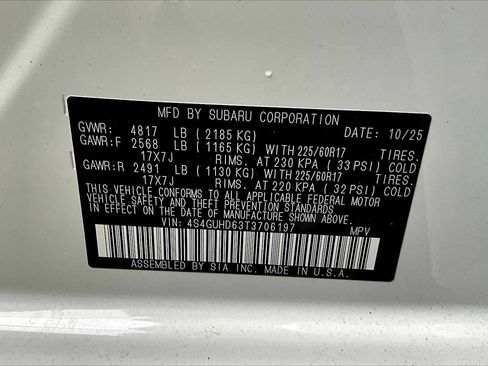 MFD BY SUBARU CORPORATION
GVWR: 4817 LB (2185 KG) DATE: 10/25
GAWR:F 2568 LB (1165 KG) WITH 225/60R17 TIRES.
17X7J RIMS. AT 230 KPA (33 PSI) COLD
GAWR:R 2491 LB (1130 KG) WITH 225/60R17 TIRES.
17X7J RIMS. AT 220 KPA (32 PSI) COLD
THIS VEHICLE CONFORMS TO ALL APPLICABLE FEDERAL MOTOR
VEHICLE SAFETY, BUMPER, AND THEFT PREVENTION
STANDARDS IN EFFECT ON THE DATE OF MANUFACTURE SHOWN ABOVE.
VIN: 4S4GUHD63T3706197 MPV
ASSEMBLED BY SIA INC. MADE IN U.S.A.